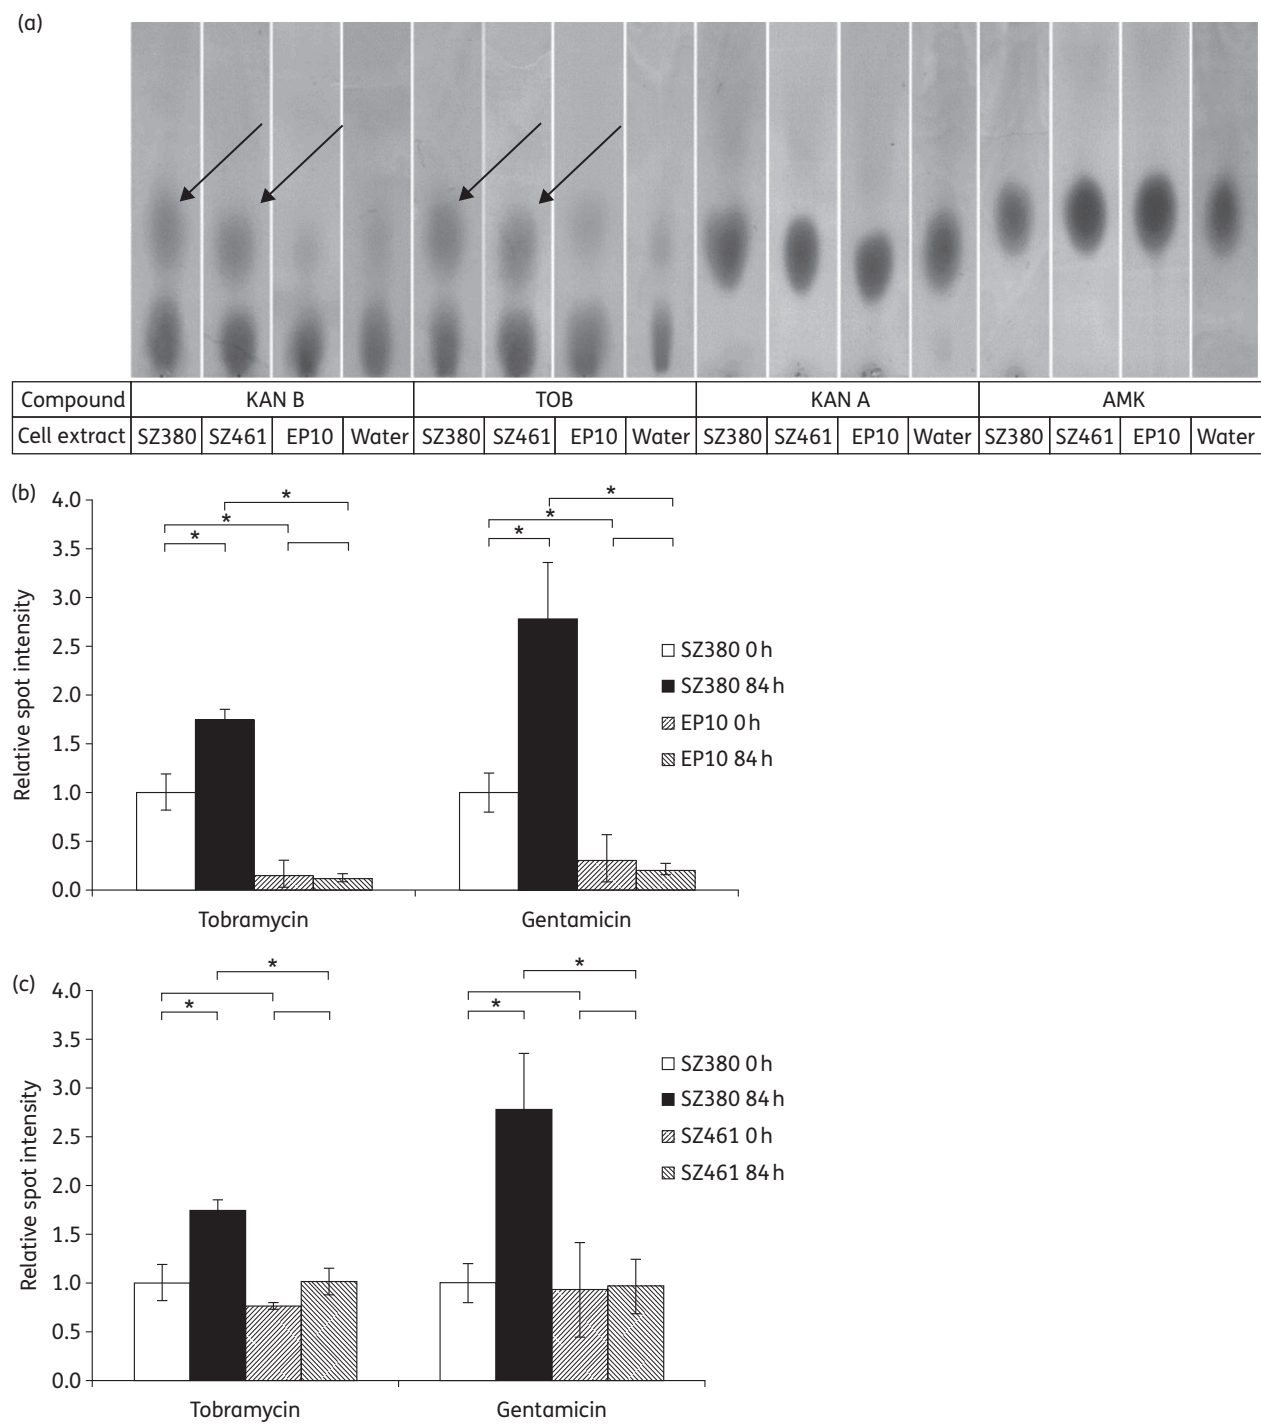 (a)
Compound KAN B TOB KAN A AMK
Cell extract SZ380 SZ461 EP10 Water SZ380 SZ461 EP10 Water SZ380 SZ461 EP10 Water SZ380 SZ461 EP10 Water
(b)
4.0
3.5
3.0
2.5
2.0
1.5
1.0
0.5
0.0
Relative spot intensity
* * * * * *
SZ380 0 h
SZ380 84 h
EP10 0 h
EP10 84 h
Tobramycin Gentamicin
(c)
4.0
3.5
3.0
2.5
2.0
1.5
1.0
0.5
0.0
Relative spot intensity
* * * *
SZ380 0 h
SZ380 84 h
SZ461 0 h
SZ461 84 h
Tobramycin Gentamicin